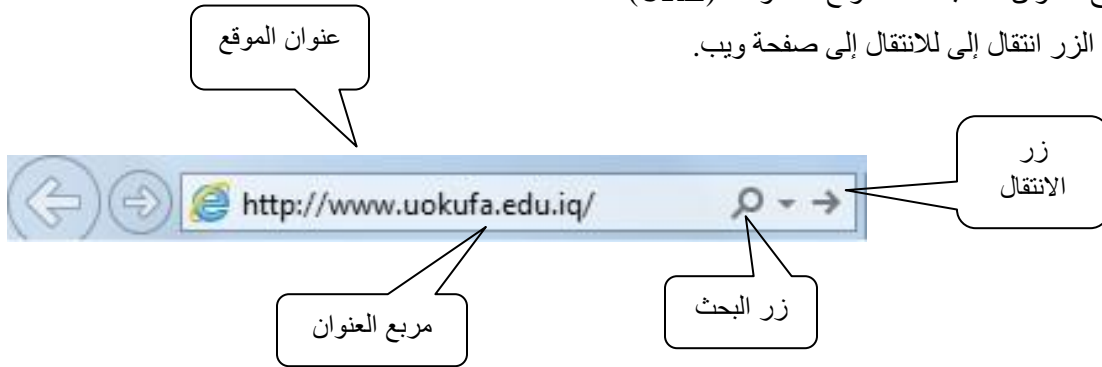 الزر انتقال إلى للانتقال إلى صفحة ويب.
عنوان الموقع
زر
الانتقال
http://www.uokufa.edu.iq/
مربع العنوان
زر البحث